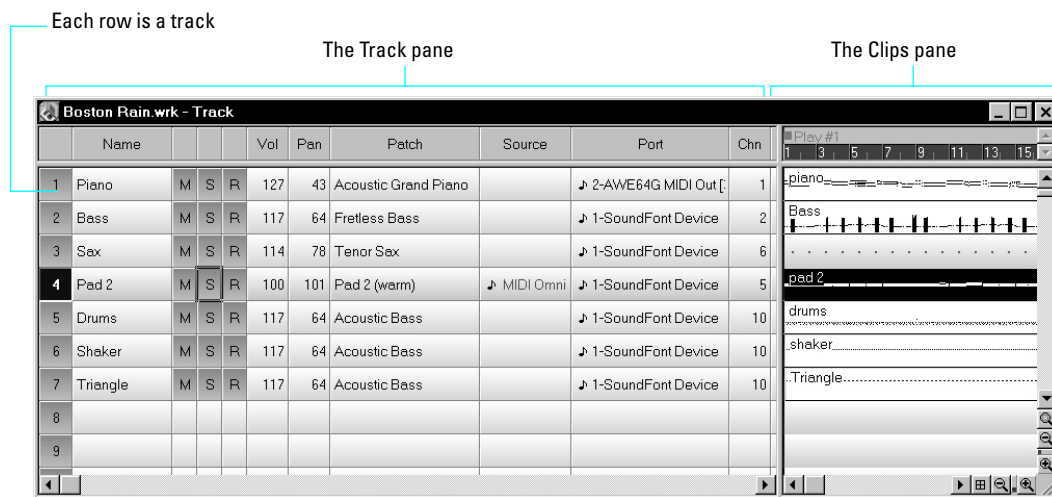 Each row is a track
The Track pane
The Clips pane
Boston Rain.wrk - Track
Name Vol Pan Patch Source Port Chn
Play #1
1 3 5 7 9 11 13 15
1 Piano M S R 127 43 Acoustic Grand Piano ♪ 2-AWE64G MIDI Out [ 1 piano
2 Bass M S R 117 64 Fretless Bass ♪ 1-SoundFont Device 2 Bass
3 Sax M S R 114 78 Tenor Sax ♪ 1-SoundFont Device 6
4 Pad 2 M S R 100 101 Pad 2 (warm) ♪ MIDI Omni ♪ 1-SoundFont Device 5 pad 2
5 Drums M S R 117 64 Acoustic Bass ♪ 1-SoundFont Device 10 drums
6 Shaker M S R 117 64 Acoustic Bass ♪ 1-SoundFont Device 10 shaker
7 Triangle M S R 117 64 Acoustic Bass ♪ 1-SoundFont Device 10 Triangle
8
9